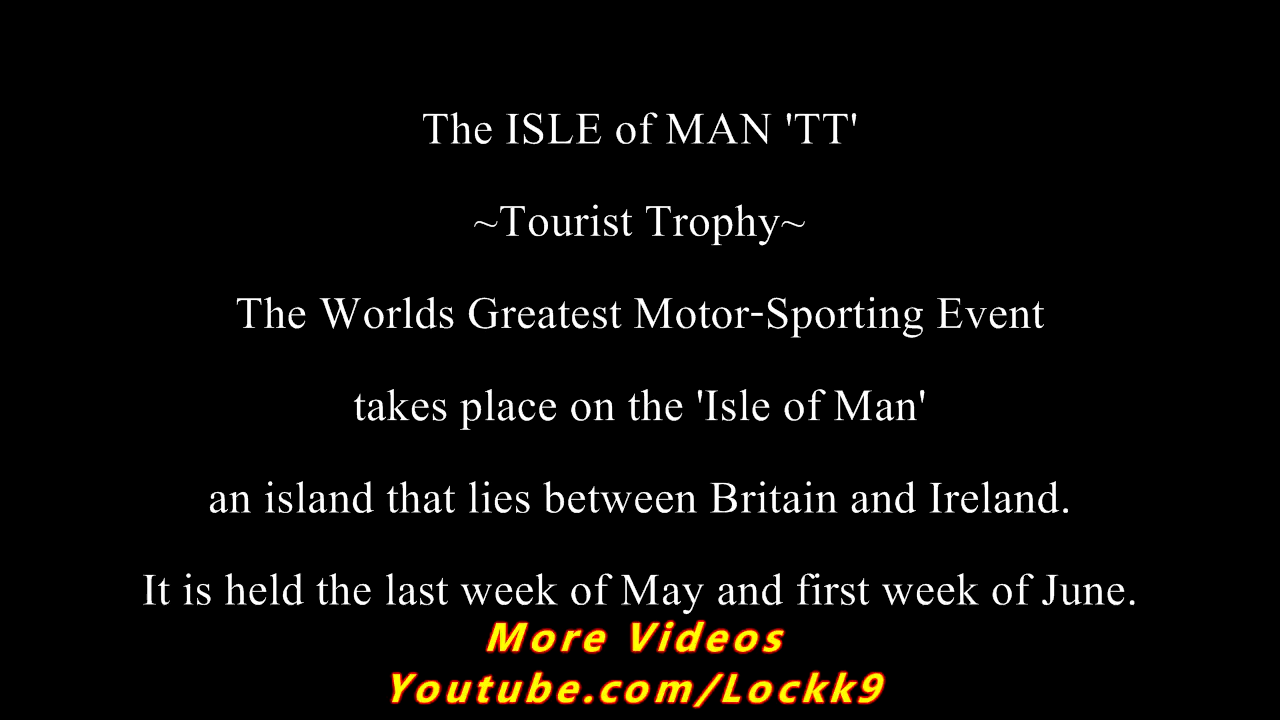 The ISLE of MAN 'TT'
~Tourist Trophy~
The Worlds Greatest Motor-Sporting Event
takes place on the 'Isle of Man'
an island that lies between Britain and Ireland.
It is held the last week of May and first week of June.
More Videos
Youtube.com/Lockk9